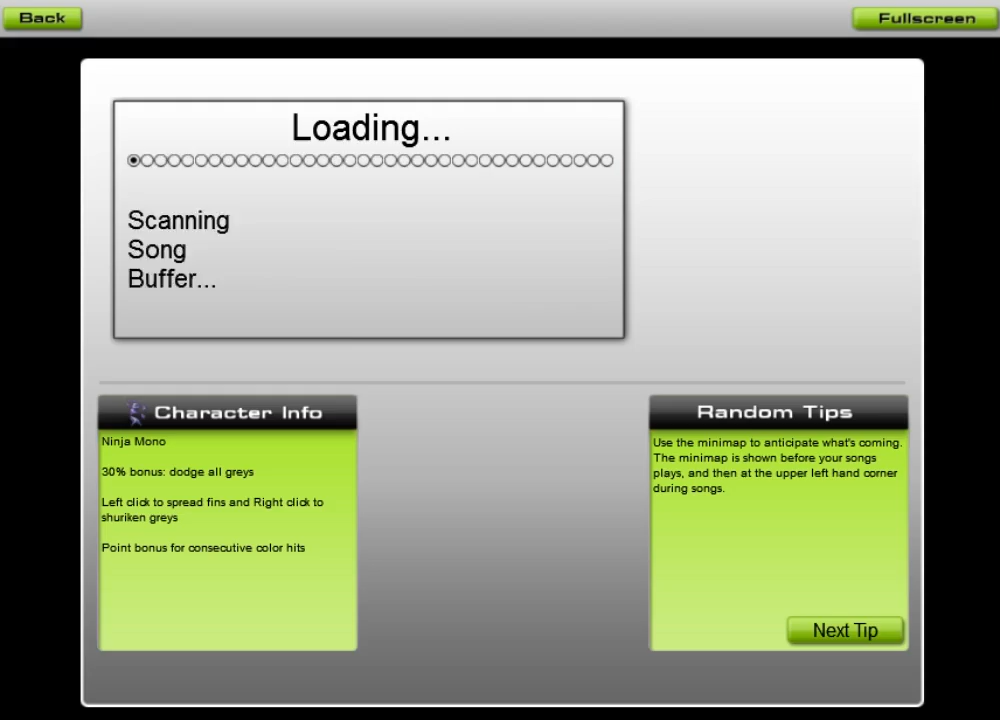 Back
Fullscreen
Loading...
Scanning
Song
Buffer...
Character Info
Ninja Mono
30% bonus: dodge all greys
Left click to spread fins and Right click to
shuriken greys
Point bonus for consecutive color hits
Random Tips
Use the minimap to anticipate what's coming.
The minimap is shown before your songs
plays, and then at the upper left hand corner
during songs.
Next Tip